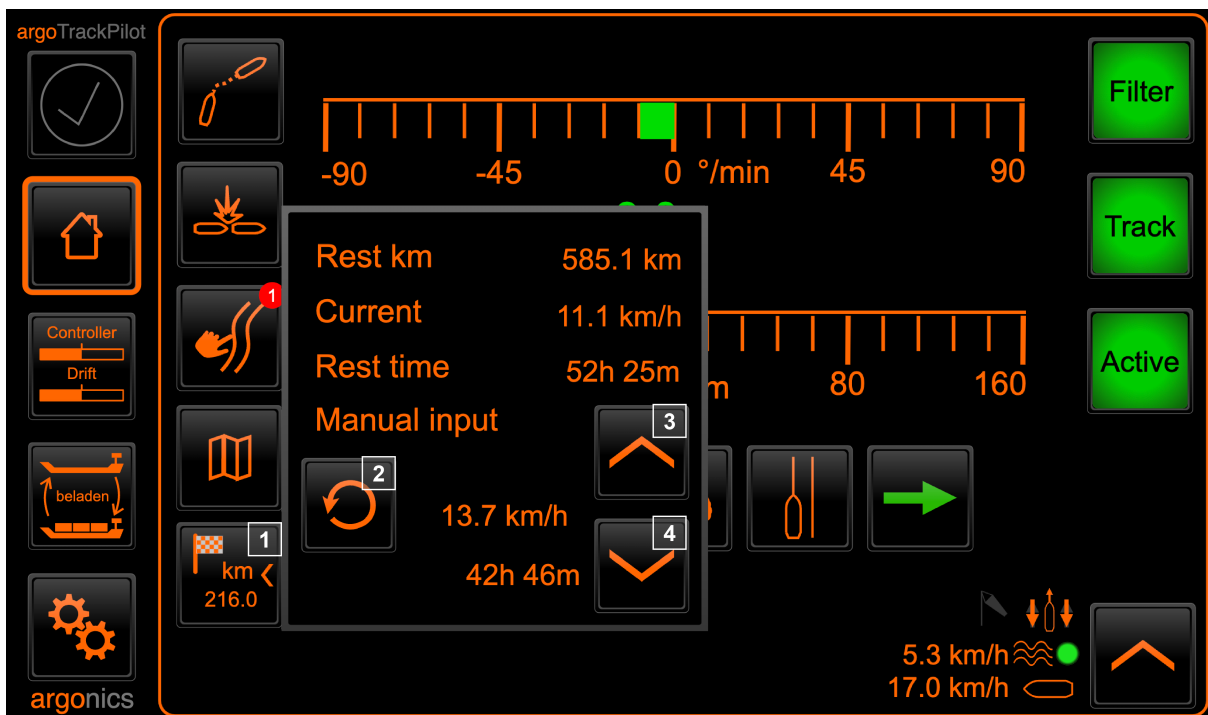 argoTrackPilot
Filter
-90 -45 0 °/min 45 90
Track
Rest km 585.1 km
1
Current 11.1 km/h
Controller
Drift
Rest time 52h 25m
m 80 160
Active
Manual input
3
2
beladen
13.7 km/h
4
1
km
216.0
42h 46m
5.3 km/h
17.0 km/h
argonics